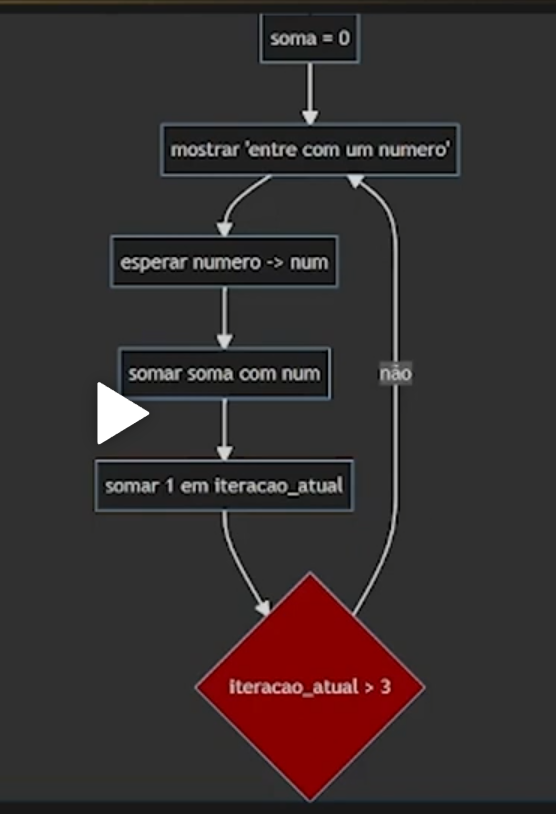 soma = 0
mostrar 'entre com um numero'
esperar numero -> num
somar soma com num
não
somar 1 em iteracao_atual
iteracao_atual > 3